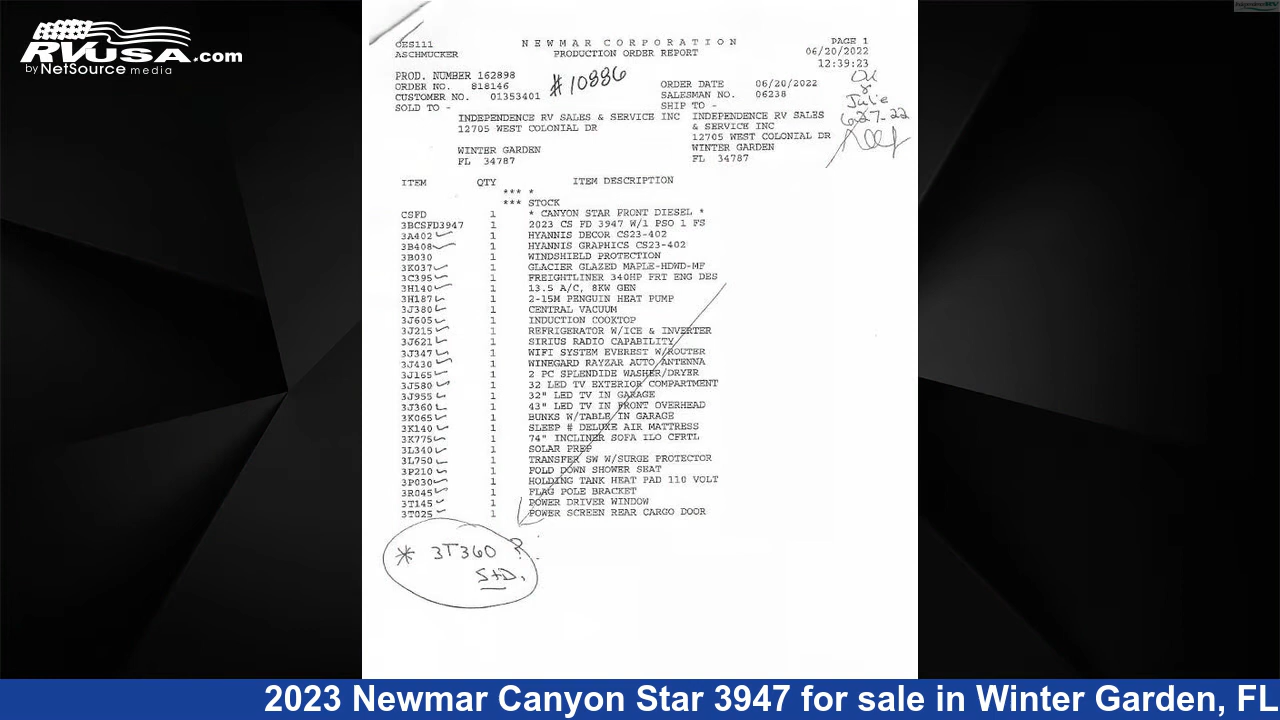 RVUSA.com
by NetSource media
OES111 NEWMAR CORPORATION PAGE 1
ASCHMUCKER PRODUCTION ORDER REPORT 06/20/2022
12:39:23
PROD. NUMBER 162898 #10886
ORDER NO. 818146 ORDER DATE 06/20/2022
CUSTOMER NO. 01353401 SALESMAN NO. 06238
SOLD TO - SHIP TO -
OK
Julie
6-27-22
INDEPENDENCE RV SALES & SERVICE INC INDEPENDENCE RV SALES
12705 WEST COLONIAL DR & SERVICE INC
12705 WEST COLONIAL DR
WINTER GARDEN WINTER GARDEN
FL 34787 FL 34787
ITEM QTY ITEM DESCRIPTION
*** *
*** STOCK
CSFD 1 * CANYON STAR FRONT DIESEL *
3BCSFD3947 1 2023 CS FD 3947 W/1 PSO 1 FS
3A402 1 HYANNIS DECOR CS23-402
3B408 1 HYANNIS GRAPHICS CS23-402
3B030 1 WINDSHIELD PROTECTION
3K037 1 GLACIER GLAZED MAPLE-HDWD-MF
3C395 1 FREIGHTLINER 340HP FRT ENG DES
3H140 1 13.5 A/C, 8KW GEN
3H187 1 2-15M PENGUIN HEAT PUMP
3J380 1 CENTRAL VACUUM
3J605 1 INDUCTION COOKTOP
3J215 1 REFRIGERATOR W/ICE & INVERTER
3J621 1 SIRIUS RADIO CAPABILITY
3J347 1 WIFI SYSTEM EVEREST W/ROUTER
3J430 1 WINEGARD RAYZAR AUTO ANTENNA
3J165 1 2 PC SPLENDIDE WASHER/DRYER
3J580 1 32 LED TV EXTERIOR COMPARTMENT
3J955 1 32" LED TV IN GARAGE
3J360 1 43" LED TV IN FRONT OVERHEAD
3K065 1 BUNKS W/TABLE IN GARAGE
3K140 1 SLEEP # DELUXE AIR MATTRESS
3K775 1 74" INCLINER SOFA ILO CFRTL
3L340 1 SOLAR PREP
3L750 1 TRANSFER SW W/SURGE PROTECTOR
3P210 1 FOLD DOWN SHOWER SEAT
3P030 1 HOLDING TANK HEAT PAD 110 VOLT
3R045 1 FLAG POLE BRACKET
3T145 1 POWER DRIVER WINDOW
3T025 1 POWER SCREEN REAR CARGO DOOR
* 3T360 ?
Std.
2023 Newmar Canyon Star 3947 for sale in Winter Garden, FL